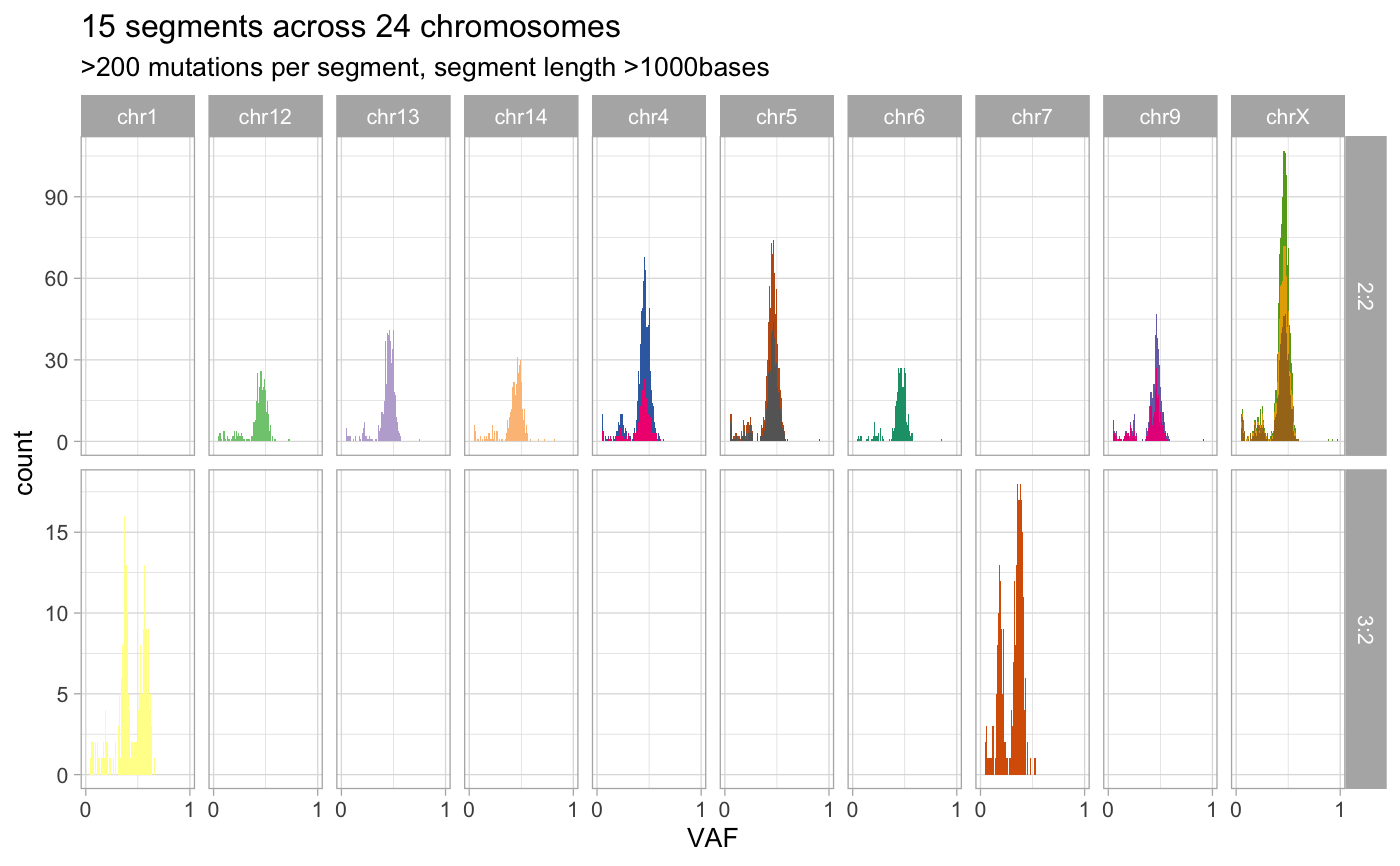 15 segments across 24 chromosomes
>200 mutations per segment, segment length >1000bases
chr1 chr12 chr13 chr14 chr4 chr5 chr6 chr7 chr9 chrX
90
60
30
0
2:2
count
15
10
5
0
3:2
0 1 0 1 0 1 0 1 0 1 0 1 0 1 0 1 0 1 0 1
VAF